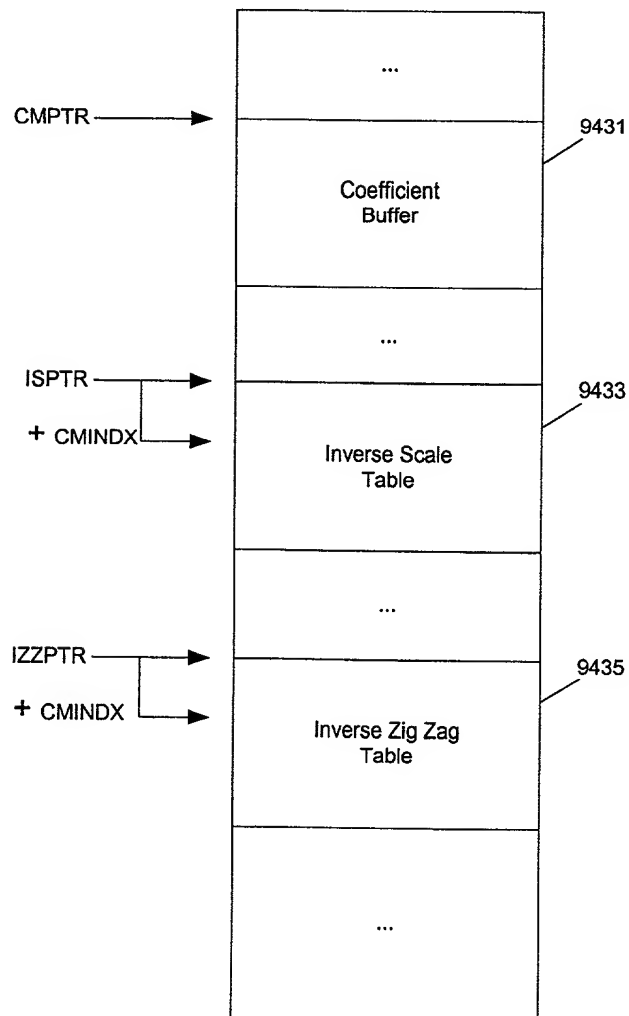 ...
CMPTR
9431
Coefficient
Buffer
...
ISPTR
9433
+ CMINDX
Inverse Scale
Table
...
IZZPTR
9435
+ CMINDX
Inverse Zig Zag
Table
...